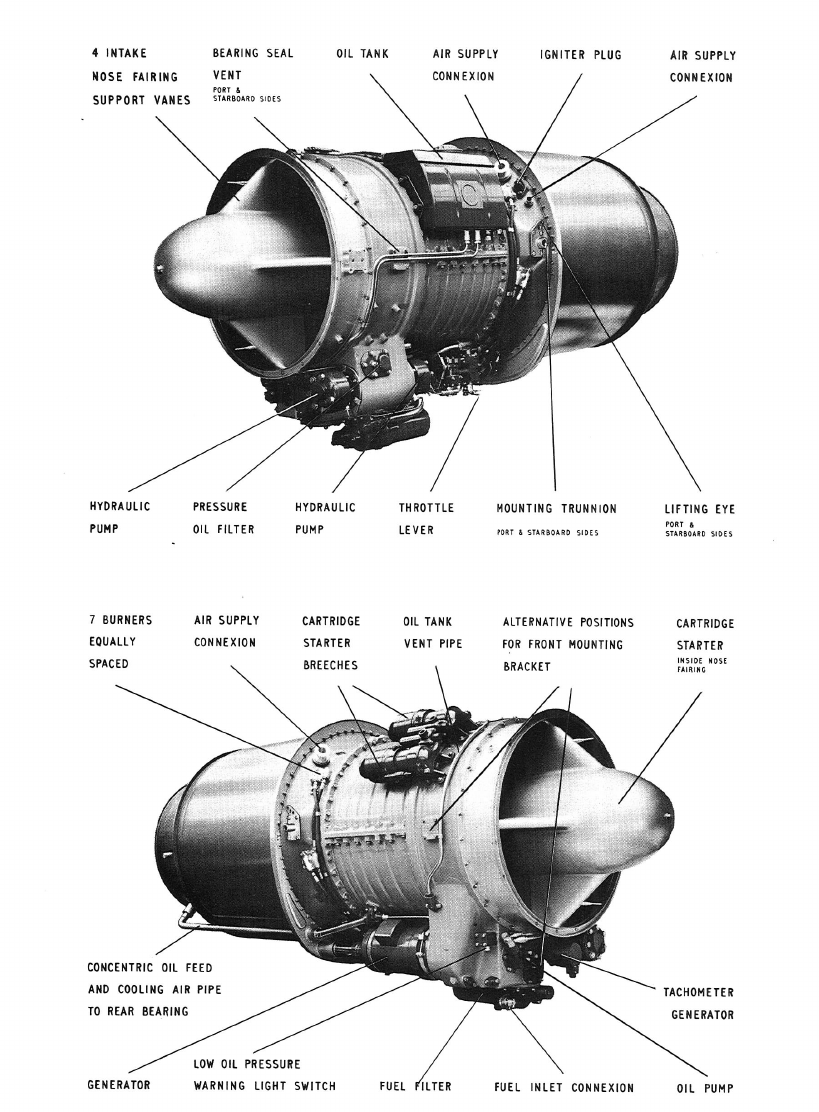 4 INTAKE
NOSE FAIRING
SUPPORT VANES
BEARING SEAL
VENT
PORT &
STARBOARD SIDES
OIL TANK
AIR SUPPLY
CONNEXION
IGNITER PLUG
AIR SUPPLY
CONNEXION
HYDRAULIC
PUMP
PRESSURE
OIL FILTER
HYDRAULIC
PUMP
THROTTLE
LEVER
MOUNTING TRUNNION
PORT & STARBOARD SIDES
LIFTING EYE
PORT &
STARBOARD SIDES
7 BURNERS
EQUALLY
SPACED
AIR SUPPLY
CONNEXION
CARTRIDGE
STARTER
BREECHES
OIL TANK
VENT PIPE
ALTERNATIVE POSITIONS
FOR FRONT MOUNTING
BRACKET
CARTRIDGE
STARTER
INSIDE NOSE
FAIRING
CONCENTRIC OIL FEED
AND COOLING AIR PIPE
TO REAR BEARING
TACHOMETER
GENERATOR
GENERATOR
LOW OIL PRESSURE
WARNING LIGHT SWITCH
FUEL FILTER
FUEL INLET CONNEXION
OIL PUMP